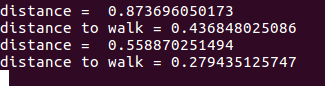 distance =  0.873696050173
distance to walk = 0.436848025086
distance =  0.558870251494
distance to walk = 0.279435125747